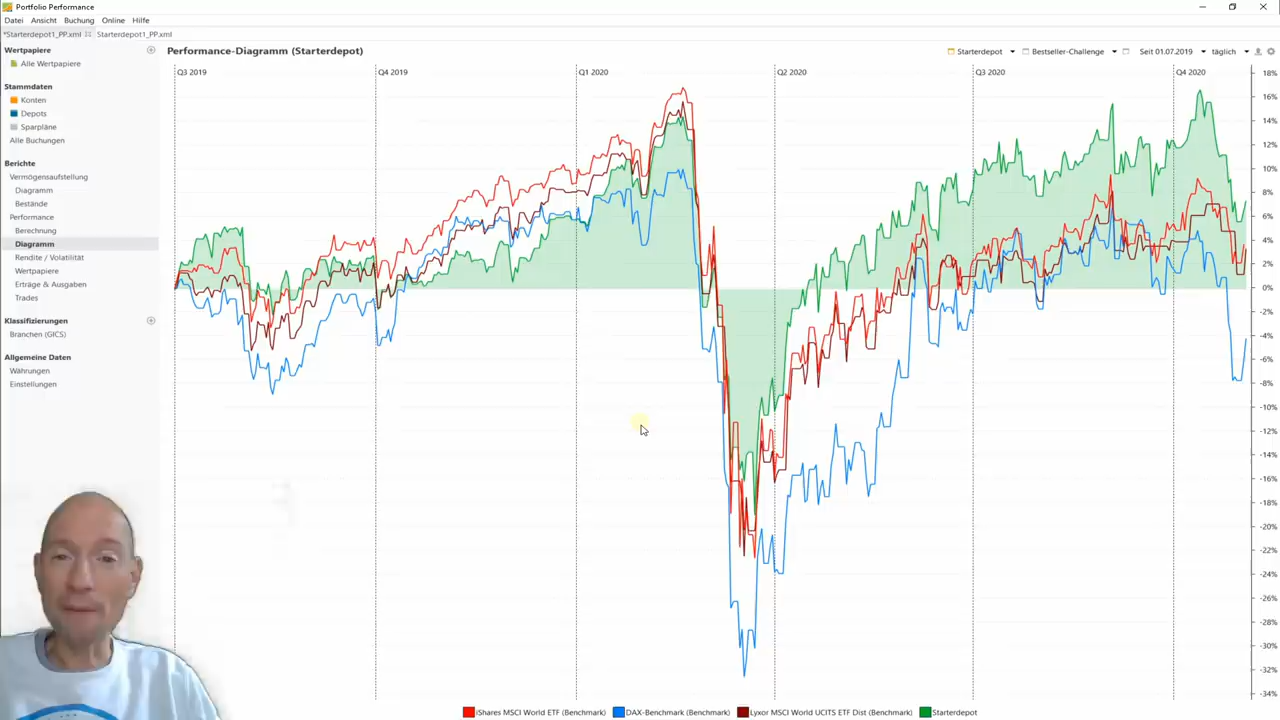 Portfolio Performance
Datei Ansicht Buchung Online Hilfe
*Starterdepot1_PP.xml Starterdepot1_PP.xml
Wertpapiere
Alle Wertpapiere
Stammdaten
Konten
Depots
Sparpläne
Alle Buchungen
Berichte
Vermögensaufstellung
Diagramm
Bestände
Performance
Berechnung
Diagramm
Rendite / Volatilität
Wertpapiere
Erträge & Ausgaben
Trades
Klassifizierungen
Branchen (GICS)
Allgemeine Daten
Währungen
Einstellungen
Performance-Diagramm (Starterdepot)
Starterdepot Bestseller-Challenge Seit 01.07.2019 täglich
Q3 2019 Q4 2019 Q1 2020 Q2 2020 Q3 2020 Q4 2020
18%
16%
14%
12%
10%
8%
6%
4%
2%
0%
-2%
-4%
-6%
-8%
-10%
-12%
-14%
-16%
-18%
-20%
-22%
-24%
-26%
-28%
-30%
-32%
-34%
iShares MSCI World ETF (Benchmark) DAX-Benchmark (Benchmark) Lyxor MSCI World UCITS ETF Dist (Benchmark) Starterdepot